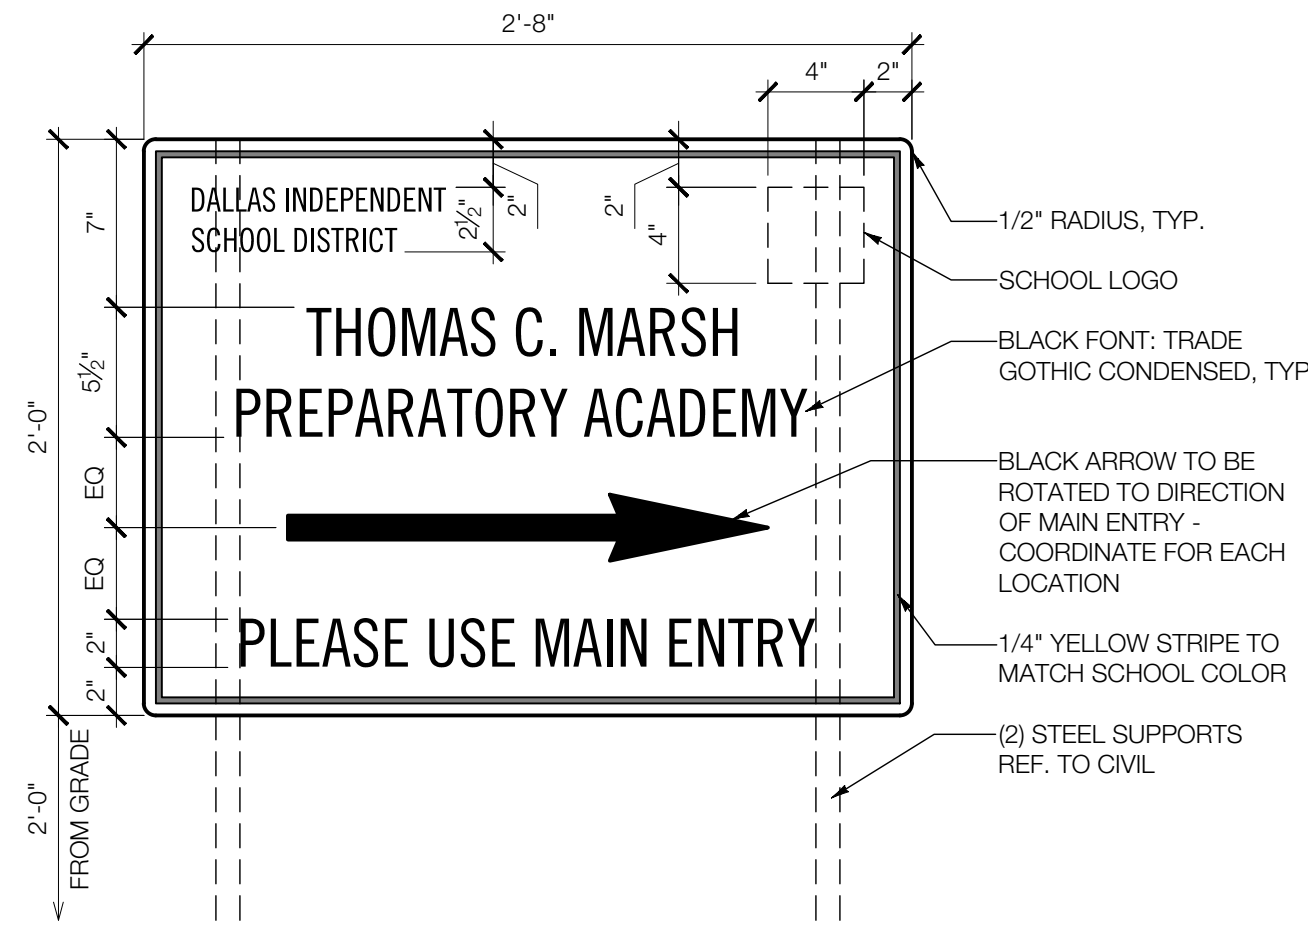 2'-8"
4"
2"
7"
5½"
EQ
EQ
2"
2"
2'-0"
2'-0"
FROM GRADE
2½"
2"
2"
4"
DALLAS INDEPENDENT
SCHOOL DISTRICT
THOMAS C. MARSH
PREPARATORY ACADEMY
PLEASE USE MAIN ENTRY
1/2" RADIUS, TYP.
SCHOOL LOGO
BLACK FONT: TRADE
GOTHIC CONDENSED, TYP
BLACK ARROW TO BE
ROTATED TO DIRECTION
OF MAIN ENTRY -
COORDINATE FOR EACH
LOCATION
1/4" YELLOW STRIPE TO
MATCH SCHOOL COLOR
(2) STEEL SUPPORTS
REF. TO CIVIL